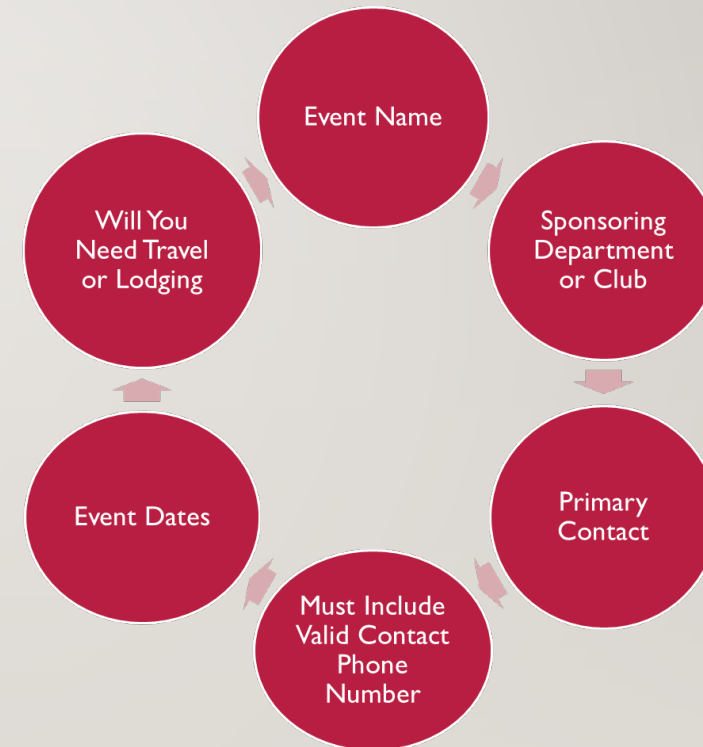 Event Name
Sponsoring
Department
or Club
Primary
Contact
Must Include
Valid Contact
Phone
Number
Event Dates
Will You
Need Travel
or Lodging